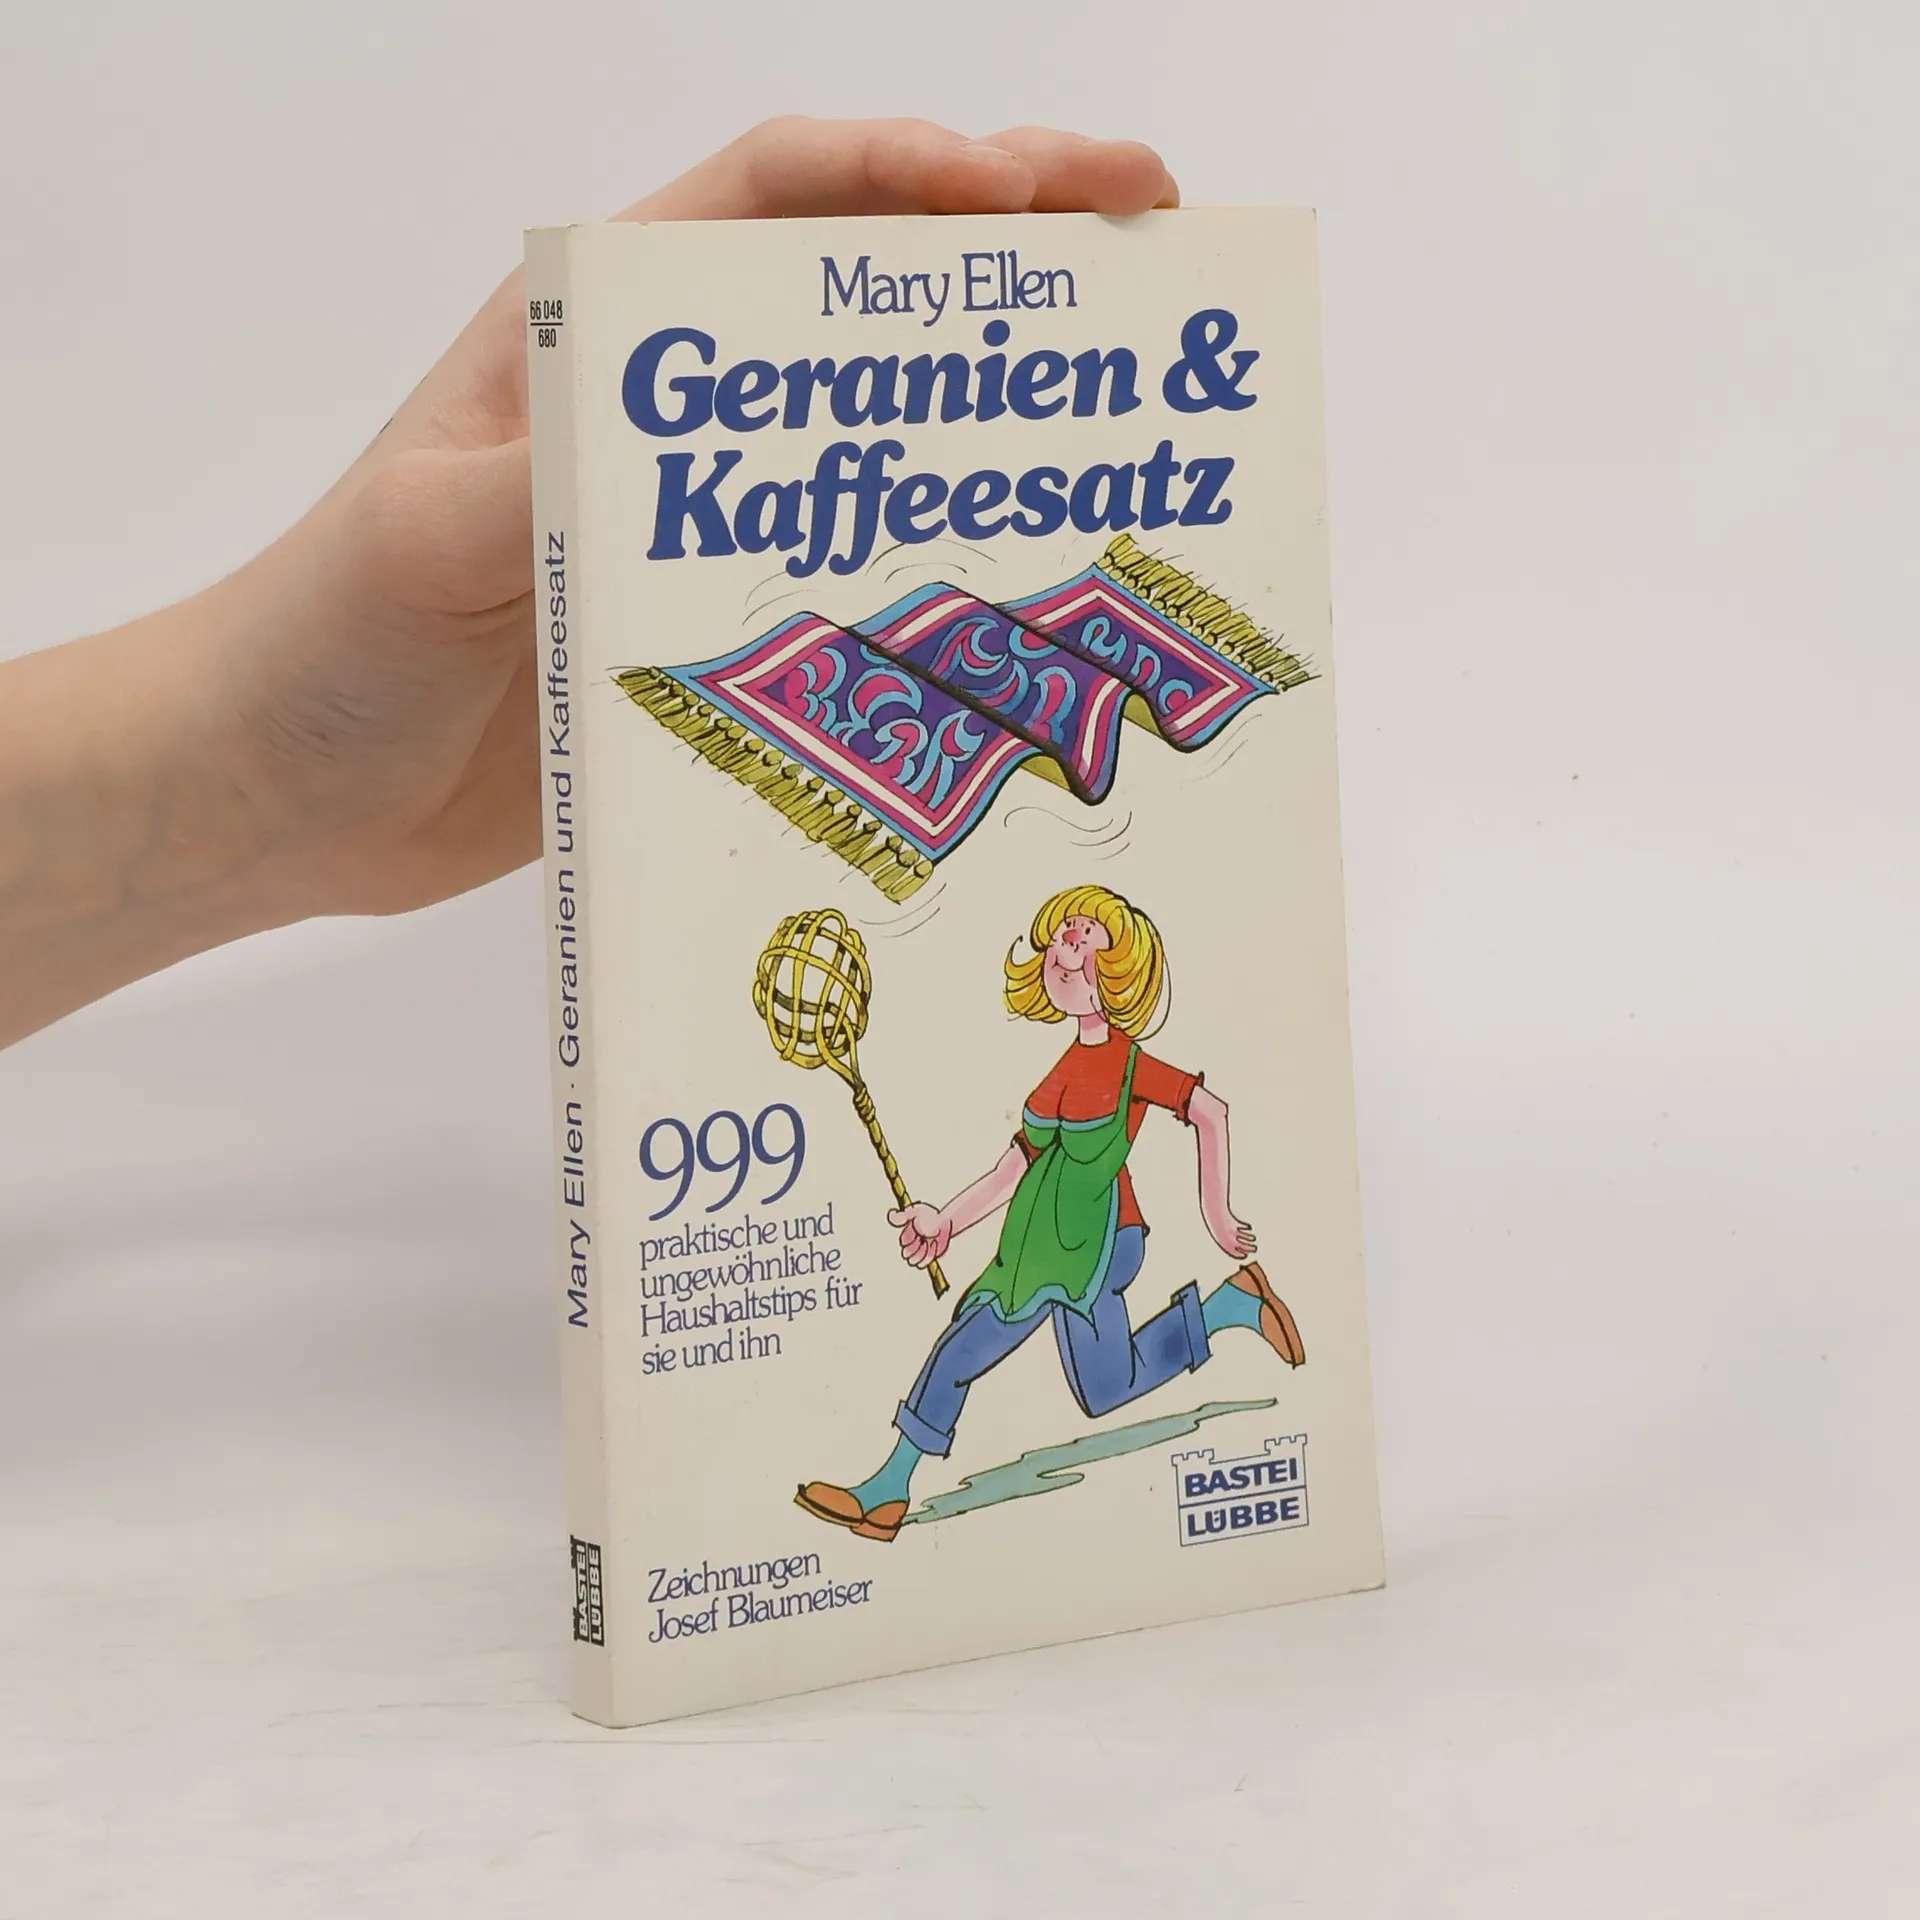 66 048
680
Mary Ellen · Geranien und Kaffeesatz
BASTEI
LÜBBE
Mary Ellen
Geranien &
Kaffeesatz
999
praktische und
ungewöhnliche
Haushaltstips für
sie und ihn
BASTEI
LÜBBE
Zeichnungen
Josef Blaumeiser